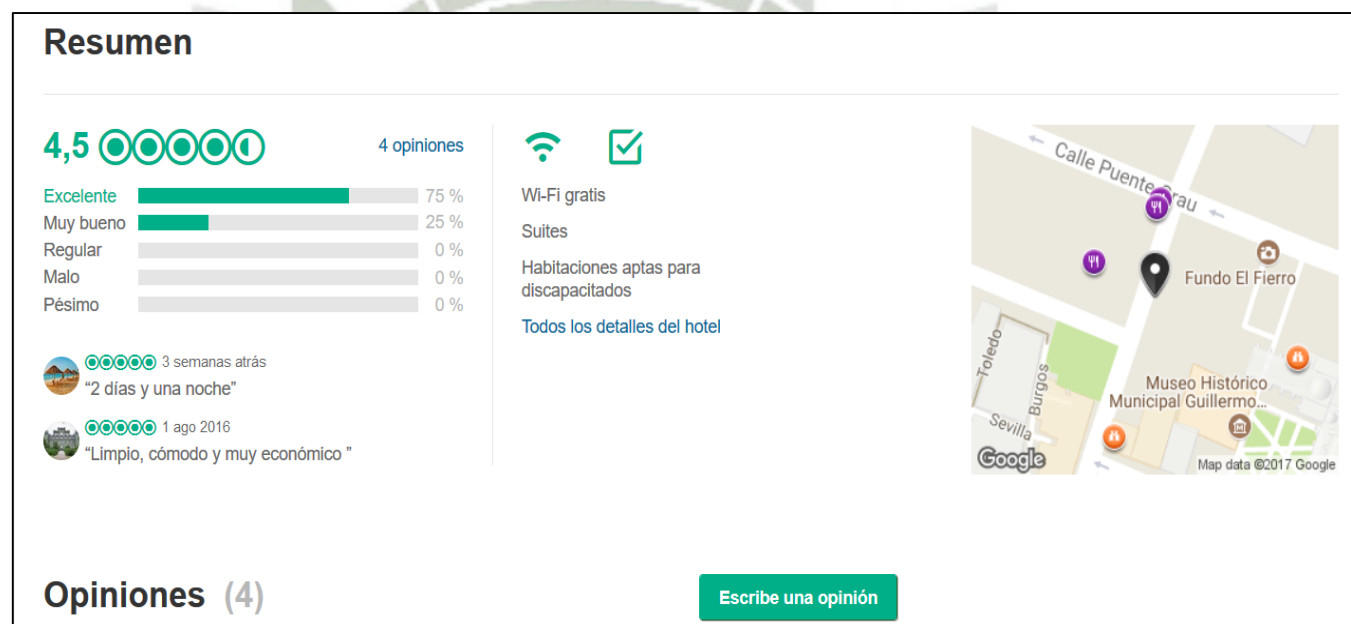 Resumen
4,5
4 opiniones
Excelente 75 %
Muy bueno 25 %
Regular 0 %
Malo 0 %
Pésimo 0 %
3 semanas atrás
“2 días y una noche”
1 ago 2016
“Limpio, cómodo y muy económico ”
Wi-Fi gratis
Suites
Habitaciones aptas para
discapacitados
Todos los detalles del hotel
Calle Puente Grau
Fundo El Fierro
Toledo
Burgos
Sevilla
Museo Histórico
Municipal Guillermo...
Google
Map data ©2017 Google
Opiniones (4)
Escribe una opinión